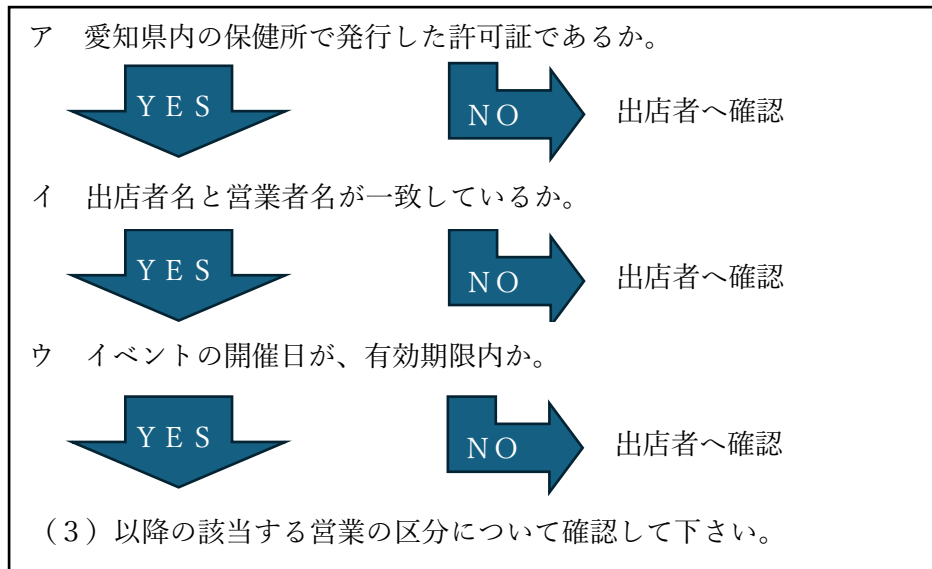 ア 愛知県内の保健所で発行した許可証であるか。
YES
NO
出店者へ確認
イ 出店者名と営業者名が一致しているか。
YES
NO
出店者へ確認
ウ イベントの開催日が、有効期限内か。
YES
NO
出店者へ確認
（3）以降の該当する営業の区分について確認して下さい。